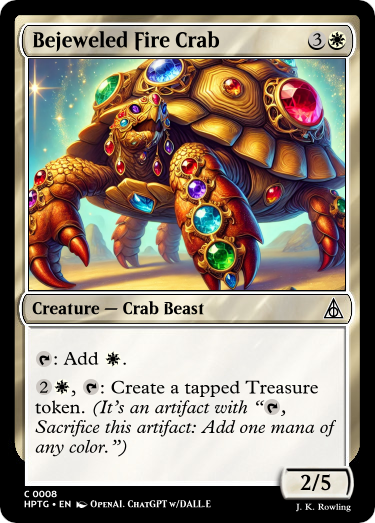 Bejeweled Fire Crab 3
Creature — Crab Beast
: Add .
2, : Create a tapped Treasure
token. (It's an artifact with “,
Sacrifice this artifact: Add one mana of
any color.”)
2/5
C 0008
HPTG • EN OpenAI. ChatGPT w/DALL.E
J. K. Rowling